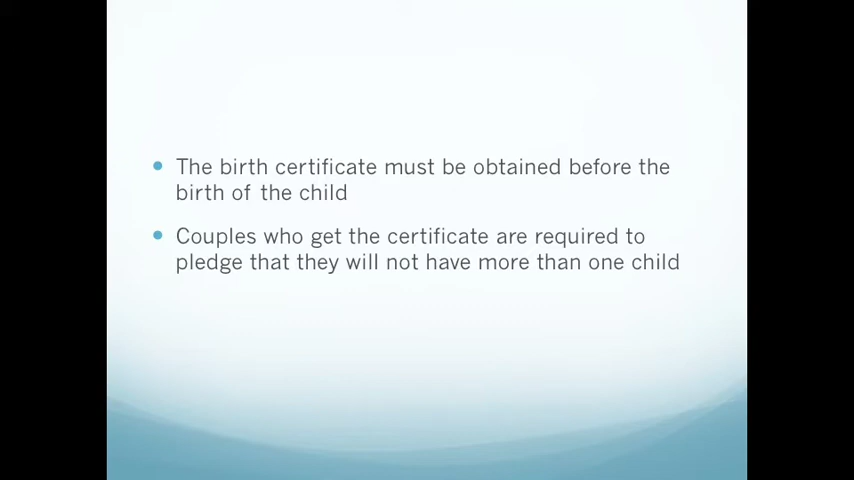 • The birth certificate must be obtained before the
birth of the child
• Couples who get the certificate are required to
pledge that they will not have more than one child